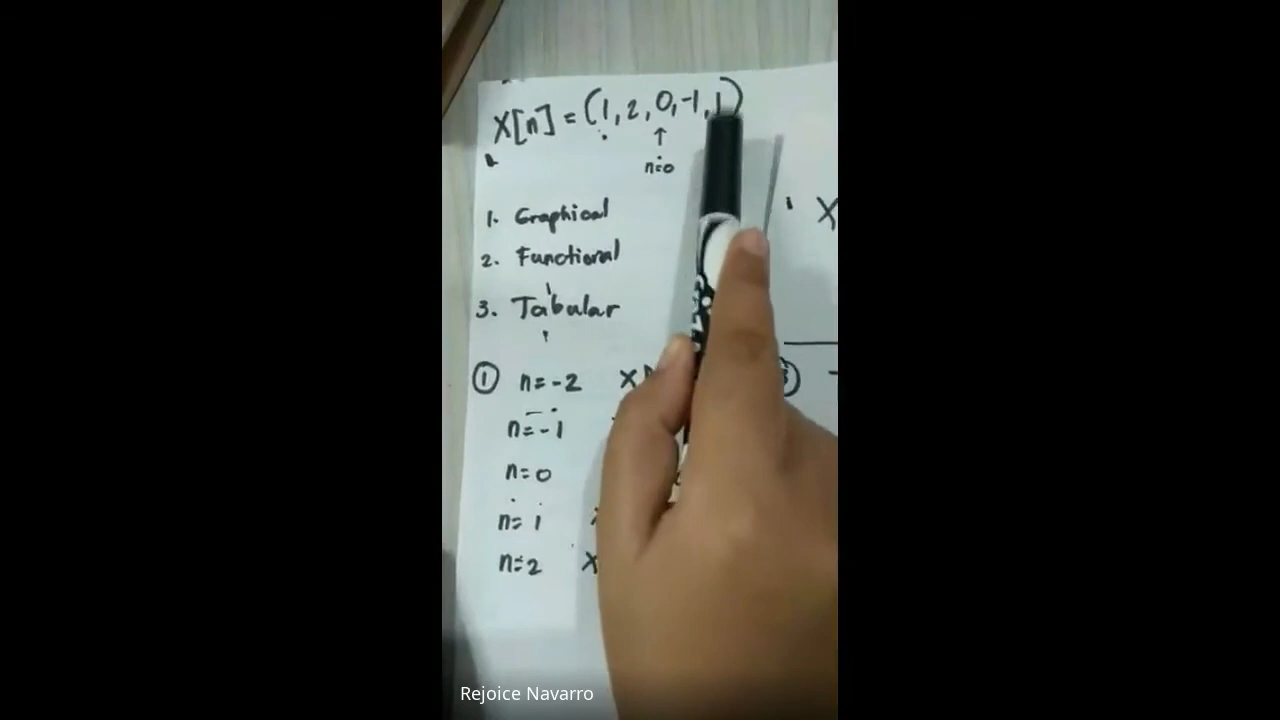 X[n] = (1, 2, 0, -1, 1)
↑
n=0
1. Graphical
2. Functional
3. Tabular
① n=-2 X
n=-1
n=0
n=1
n=2 X
X
Rejoice Navarro